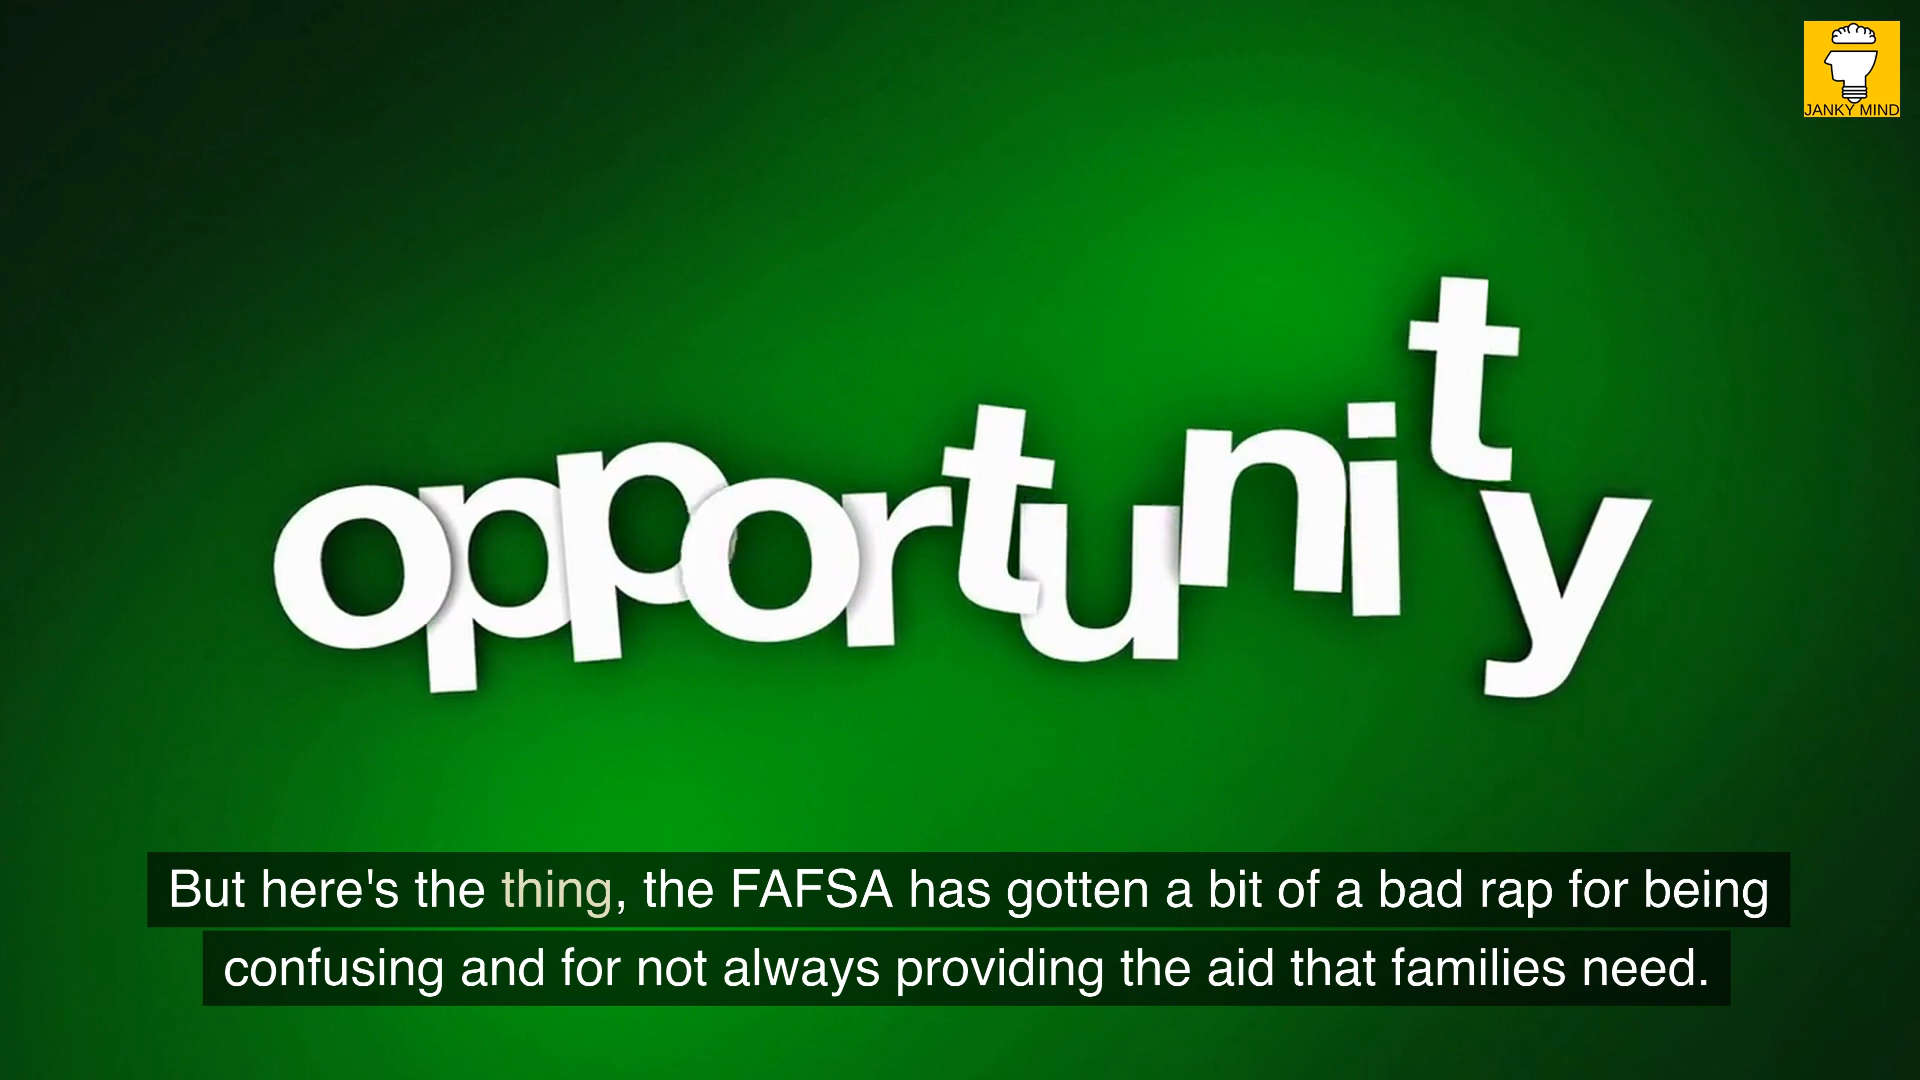 JANKY MIND
opportunity
But here's the thing, the FAFSA has gotten a bit of a bad rap for being
confusing and for not always providing the aid that families need.